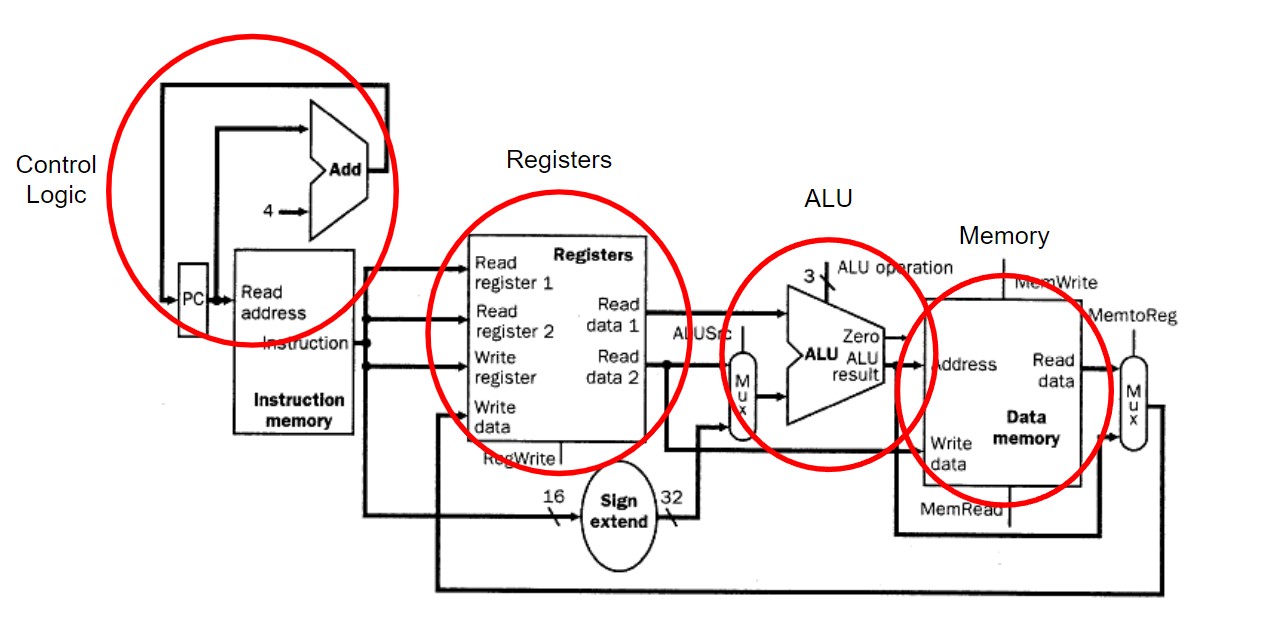 Control
Logic
Registers
ALU
Memory
Add
4
PC
Read
address
Instruction
Instruction
memory
Registers
Read
register 1
Read
register 2
Write
register
Write
data
Read
data 1
Read
data 2
RegWrite
16
Sign
extend
32
ALUSrc
Mux
3
ALU operation
Zero
ALU
ALU
result
MemWrite
Address
Read
data
Data
memory
Write
data
MemRead
MemtoReg
Mux